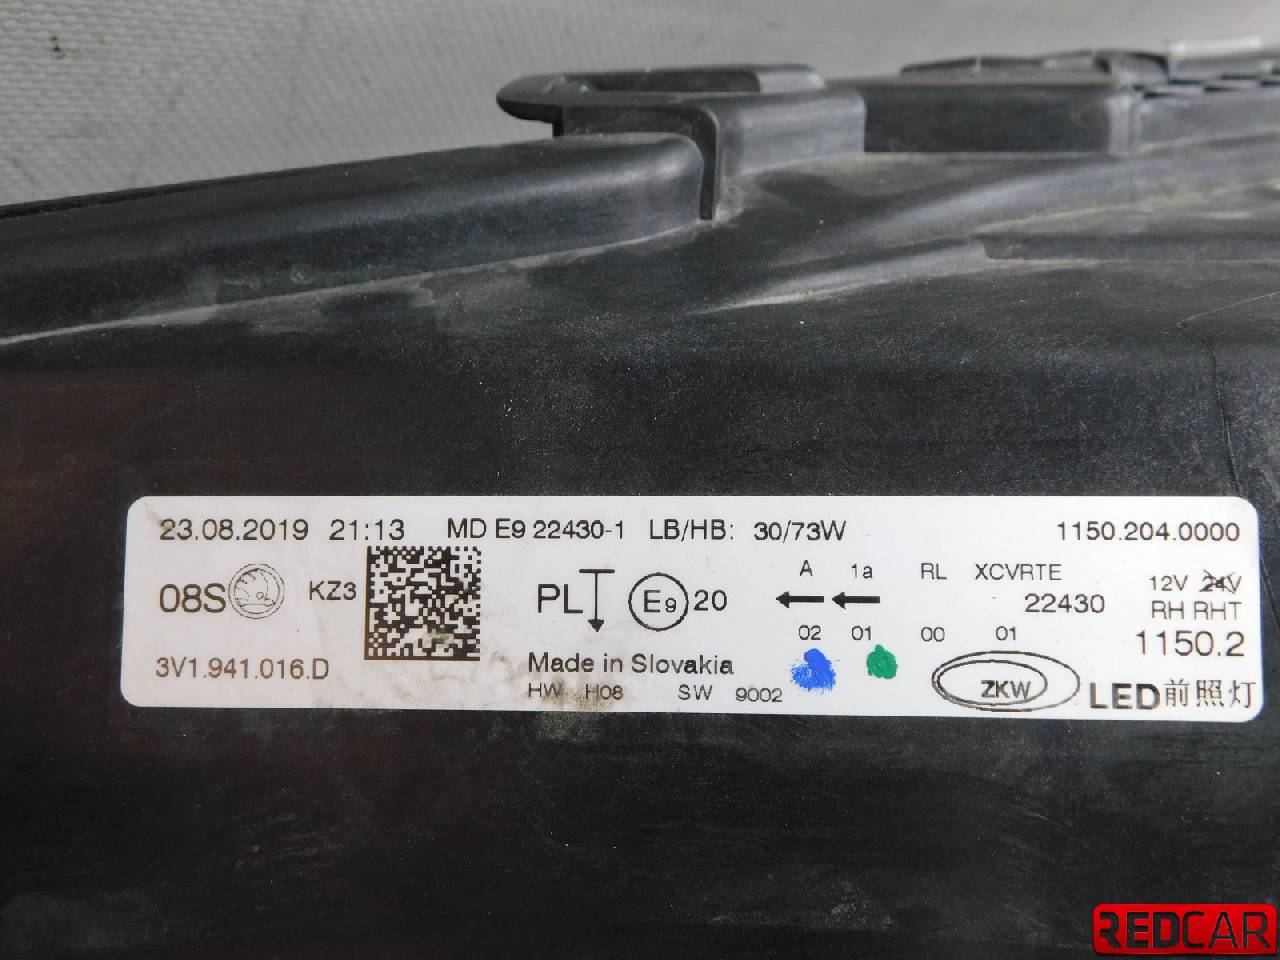 23.08.2019 21:13 MD E9 22430-1 LB/HB: 30/73W 1150.204.0000
A 1a RL XCVRTE 12V 24V
08S KZ3 PL E9 20 22430 RH RHT
02 01 00 01 1150.2
3V1.941.016.D Made in Slovakia
HW H08 SW 9002 ZKW LED前照灯
REDCAR